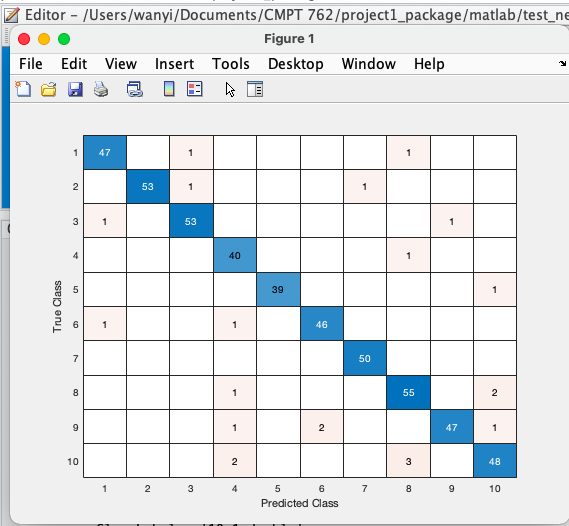 Editor – /Users/wanyi/Documents/CMPT 762/project1_package/matlab/test_ne
Figure 1
File Edit View Insert Tools Desktop Window Help
1 47 1 1
2 53 1 1
3 1 53 1
4 40 1
5 39 1
6 1 1 46
7 50
8 1 55 2
9 1 2 47 1
10 2 3 48
True Class
1 2 3 4 5 6 7 8 9 10
Predicted Class